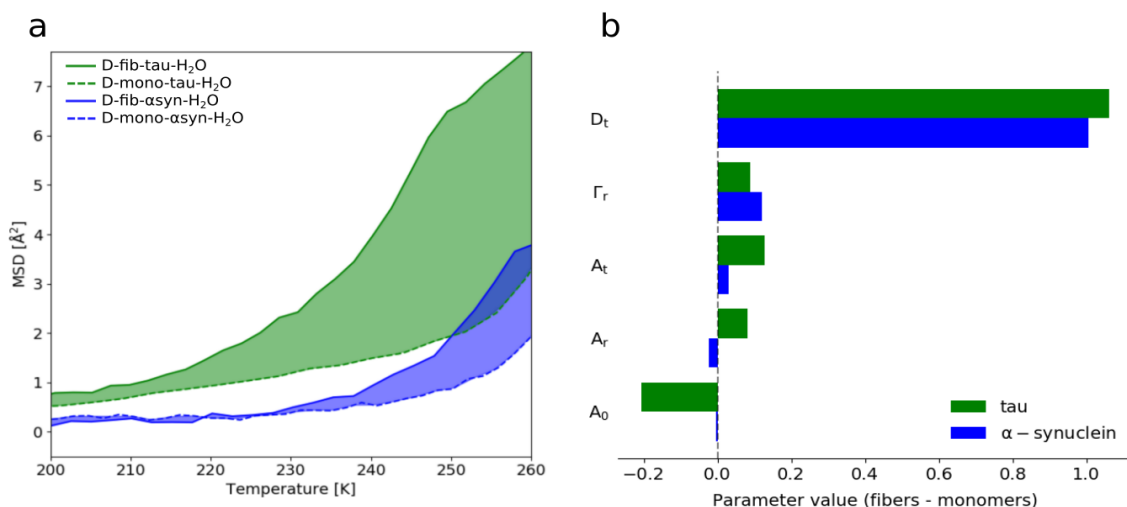 a
b
D-fib-tau-H₂O
D-mono-tau-H₂O
D-fib-αsyn-H₂O
D-mono-αsyn-H₂O
7
6
5
4
3
2
1
0
MSD [Å²]
200 210 220 230 240 250 260
Temperature [K]
Dₜ
Γᵣ
Aₜ
Aᵣ
A₀
tau
α − synuclein
−0.2 0.0 0.2 0.4 0.6 0.8 1.0
Parameter value (fibers - monomers)